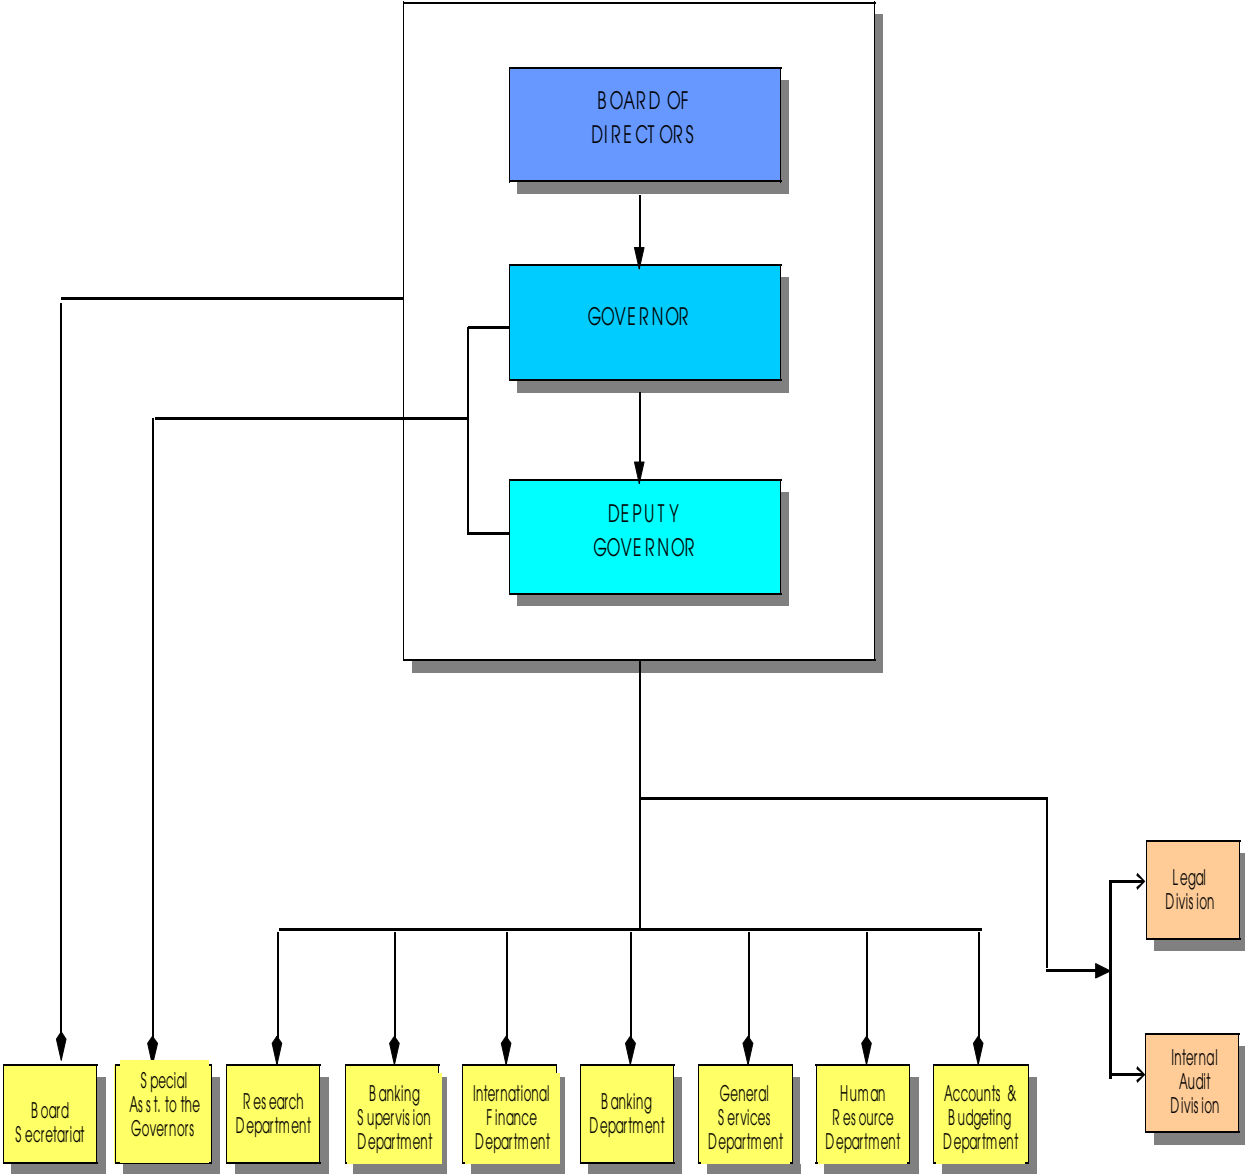 BOARD OF
DIRECTORS
GOVERNOR
DEPUTY
GOVERNOR
Legal
Division
Internal
Audit
Division
Board
Secretariat
Special
Asst. to the
Governors
Research
Department
Banking
Supervision
Department
International
Finance
Department
Banking
Department
General
Services
Department
Human
Resource
Department
Accounts &
Budgeting
Department